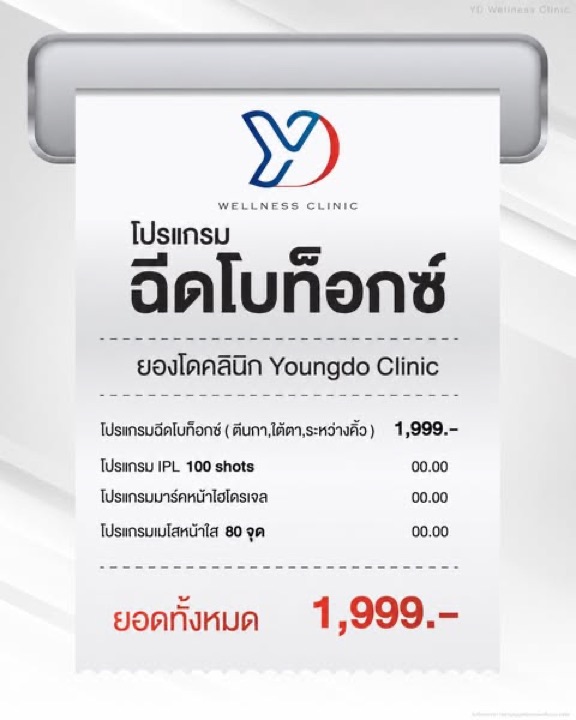 YD Wellness Clinic
YD
WELLNESS CLINIC
โปรแกรม
ฉีดโบท็อกซ์
ยองโดคลินิก Youngdo Clinic
โปรแกรมฉีดโบท็อกซ์ ( ตีนกา,ใต้ตา,ระหว่างคิ้ว ) 1,999.-
โปรแกรม IPL 100 shots 00.00
โปรแกรมมาร์คหน้าไฮโดรเจล 00.00
โปรแกรมเมโสหน้าใส 80 จุด 00.00
ยอดทั้งหมด 1,999.-